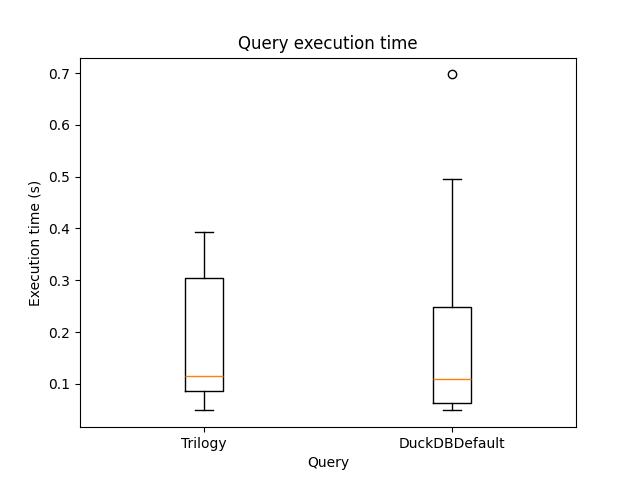 Query execution time
0.7
0.6
0.5
0.4
0.3
0.2
0.1
Execution time (s)
Trilogy
DuckDBDefault
Query